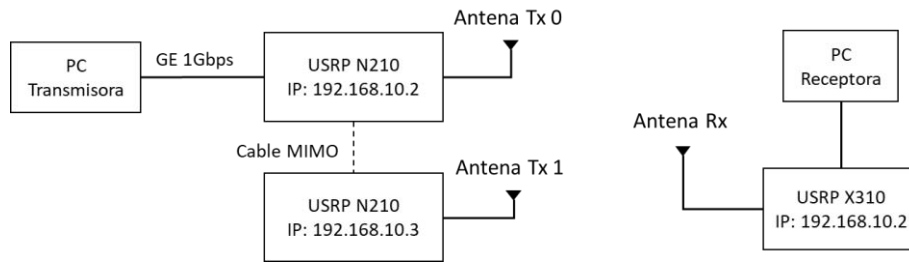 Antena Tx 0
PC
Transmisora
GE 1Gbps
USRP N210
IP: 192.168.10.2
Cable MIMO
Antena Tx 1
USRP N210
IP: 192.168.10.3
PC
Receptora
Antena Rx
USRP X310
IP: 192.168.10.2